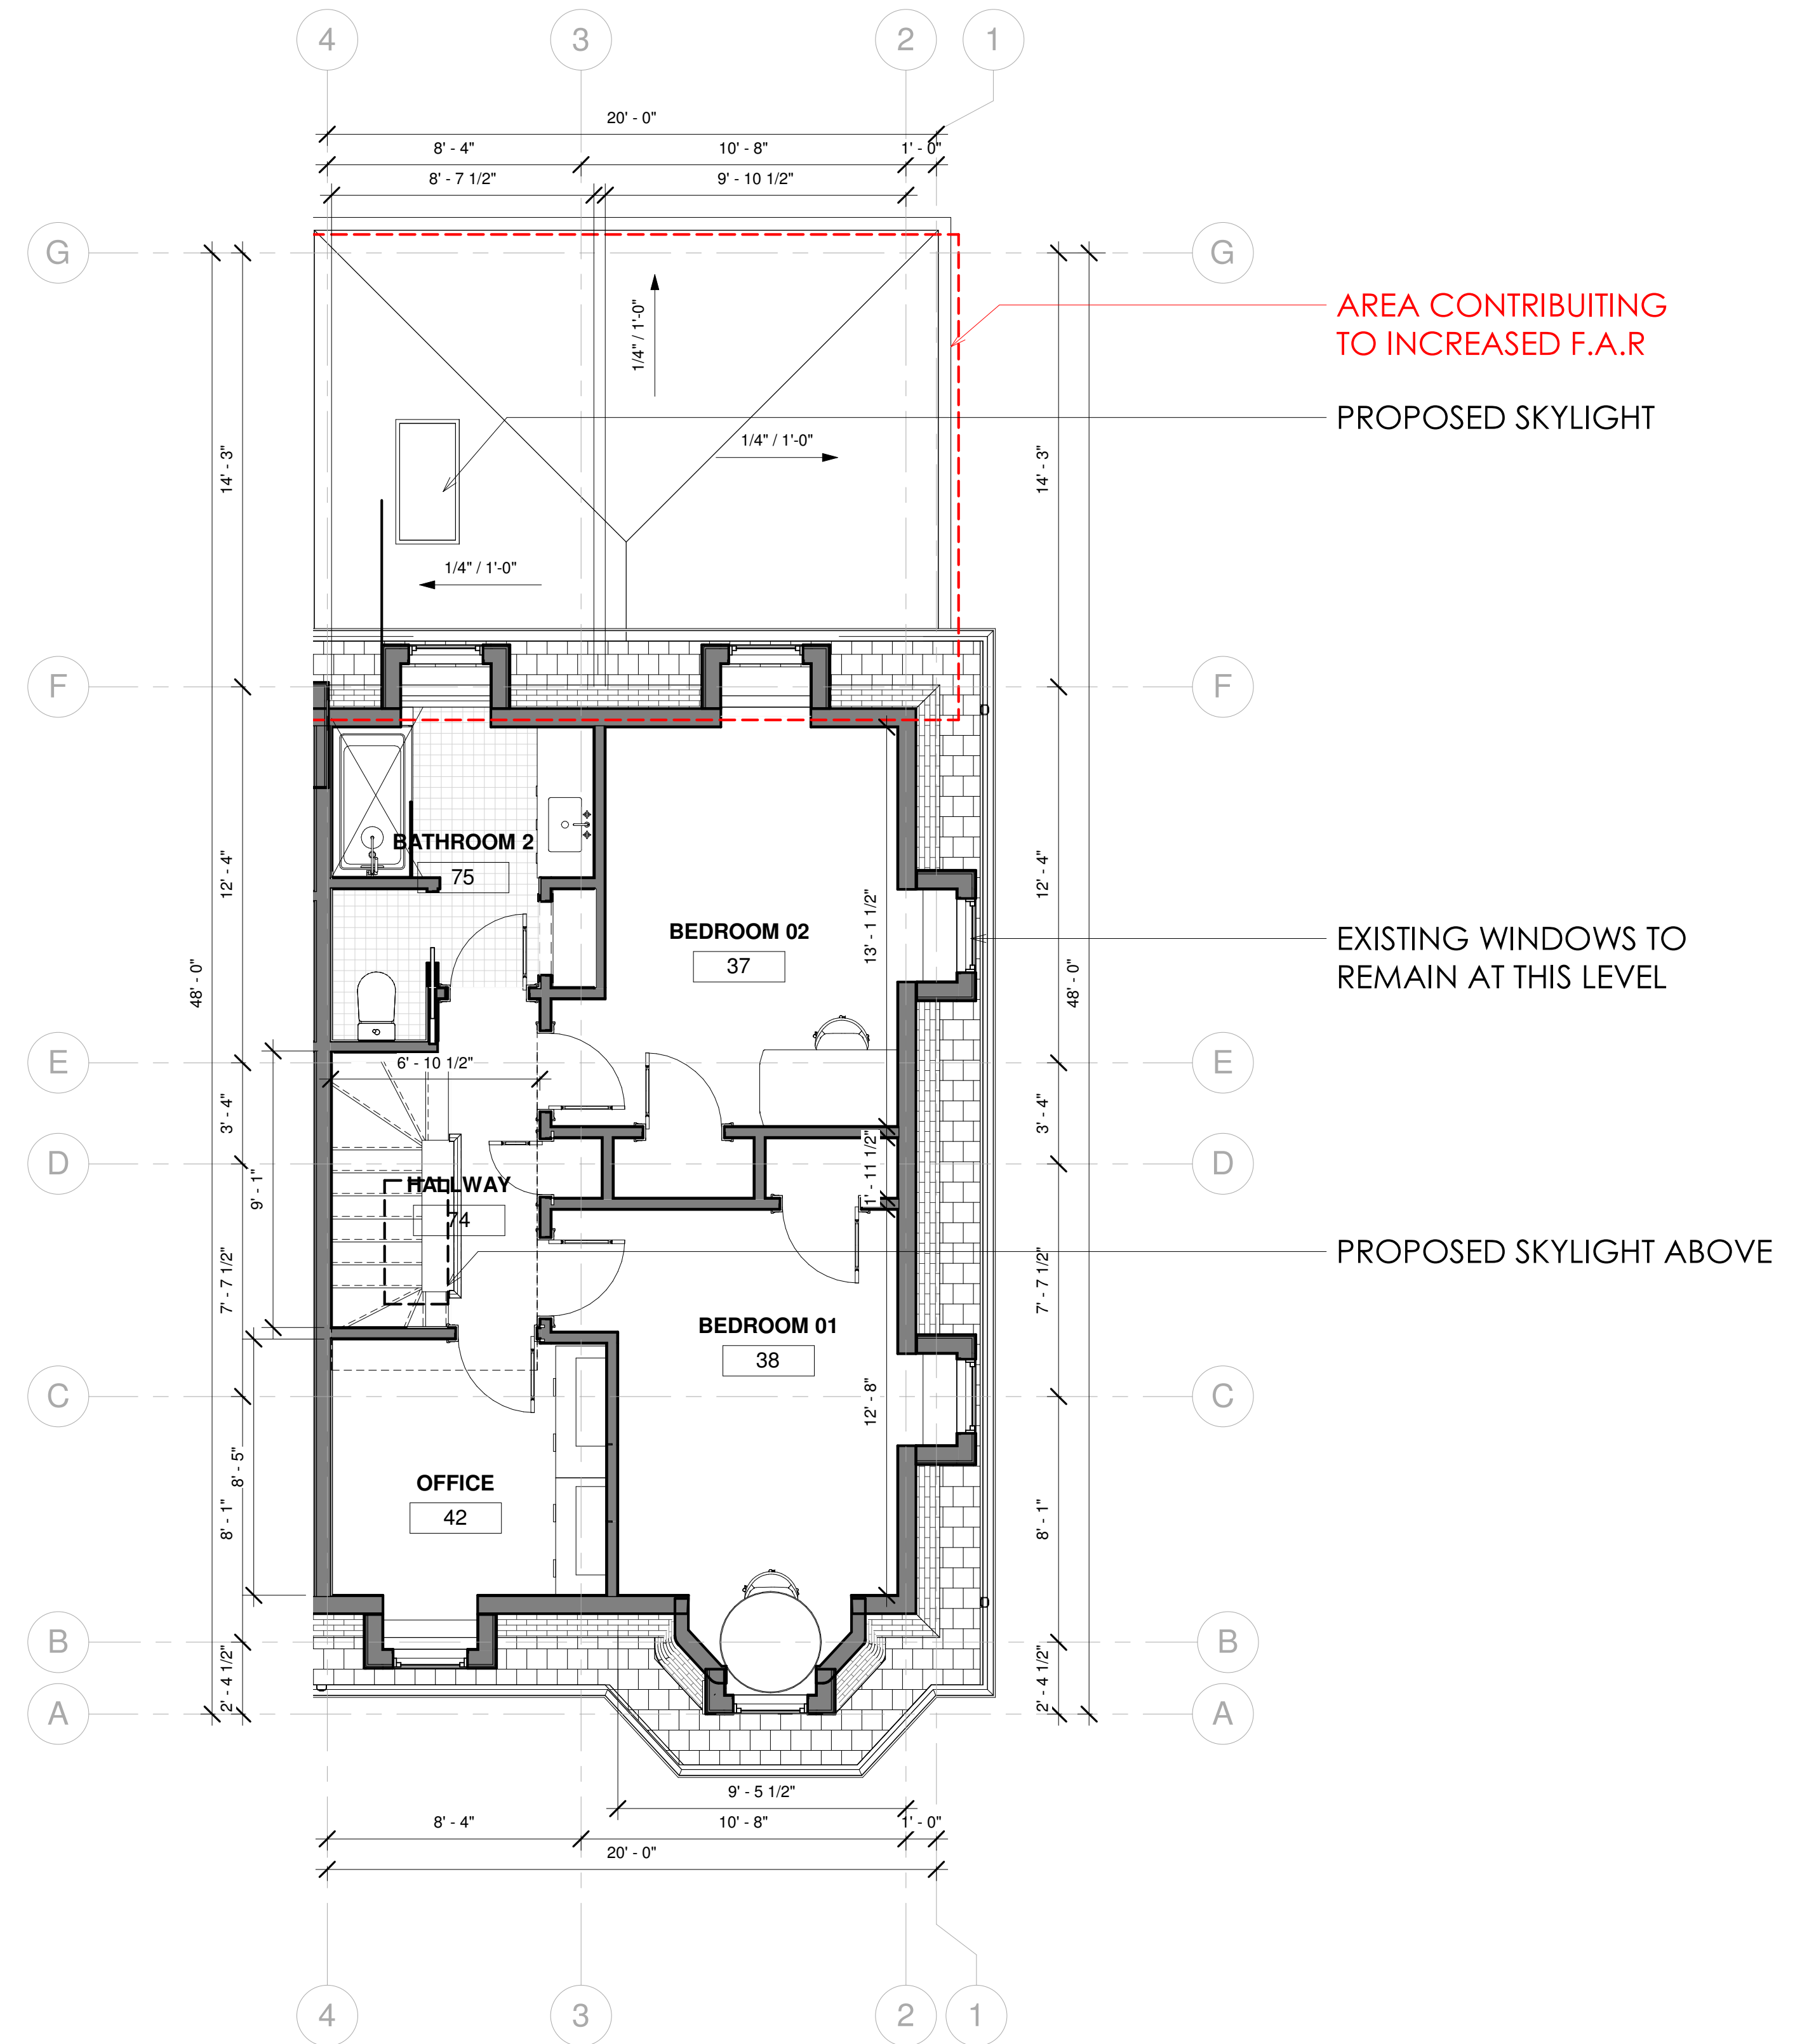 4 3 2 1
20' - 0"
8' - 4" 10' - 8" 1' - 0"
8' - 7 1/2" 9' - 10 1/2"
G G
AREA CONTRIBUITING
TO INCREASED F.A.R
1/4" / 1'-0"
PROPOSED SKYLIGHT
1/4" / 1'-0"
14' - 3" 14' - 3"
1/4" / 1'-0"
F F
BATHROOM 2
75
12' - 4" 12' - 4"
BEDROOM 02
37
13' - 1 1/2"
EXISTING WINDOWS TO
REMAIN AT THIS LEVEL
48' - 0" 48' - 0"
E E
6' - 10 1/2"
3' - 4" 3' - 4"
D D
1' - 11 1/2"
9' - 1"
HALLWAY
74
PROPOSED SKYLIGHT ABOVE
7' - 7 1/2" 7' - 7 1/2"
BEDROOM 01
38
C C
12' - 8"
8' - 5"
OFFICE
42
8' - 1" 8' - 1"
B B
2' - 4 1/2" 2' - 4 1/2"
A A
9' - 5 1/2"
8' - 4" 10' - 8" 1' - 0"
20' - 0"
4 3 2 1